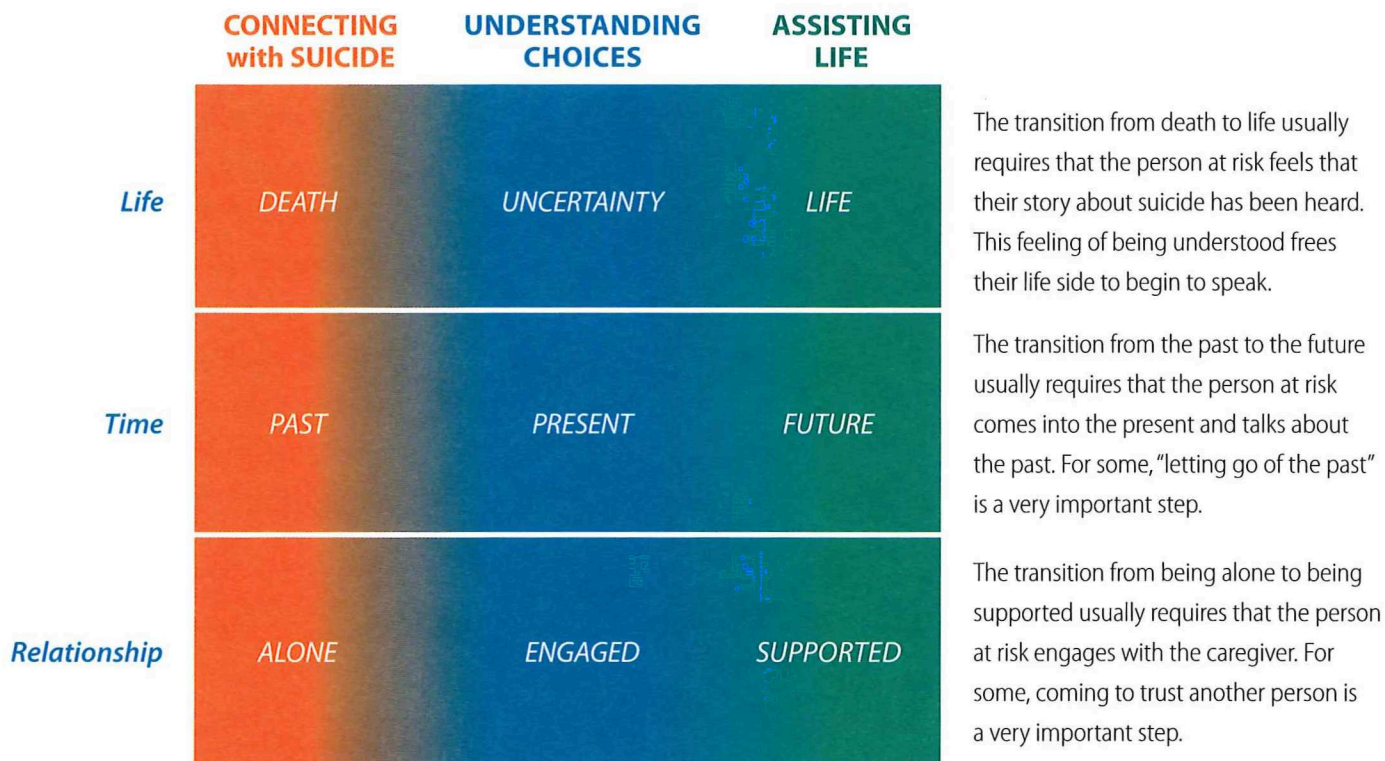 CONNECTING
with SUICIDE
UNDERSTANDING
CHOICES
ASSISTING
LIFE
Life
DEATH
UNCERTAINTY
LIFE
The transition from death to life usually
requires that the person at risk feels that
their story about suicide has been heard.
This feeling of being understood frees
their life side to begin to speak.
Time
PAST
PRESENT
FUTURE
The transition from the past to the future
usually requires that the person at risk
comes into the present and talks about
the past. For some, "letting go of the past"
is a very important step.
Relationship
ALONE
ENGAGED
SUPPORTED
The transition from being alone to being
supported usually requires that the person
at risk engages with the caregiver. For
some, coming to trust another person is
a very important step.